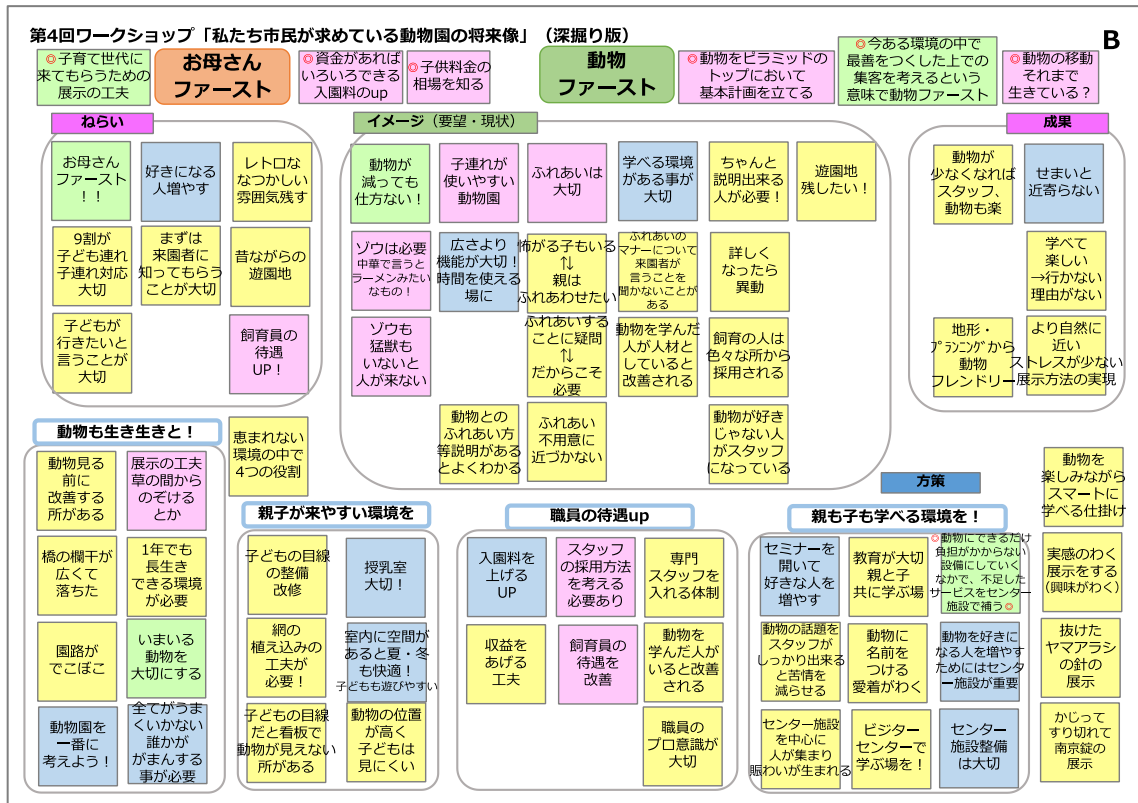 第4回ワークショップ「私たち市民が求めている動物園の将来像」（深掘り版）
B
◎子育て世代に
来てもらうための
展示の工夫
お母さん
ファースト
◎資金があれば
いろいろできる
入園料のup
◎子供料金の
相場を知る
動物
ファースト
◎動物をピラミッドの
トップにおいて
基本計画を立てる
◎今ある環境の中で
最善をつくした上での
集客を考えるという
意味で動物ファースト
◎動物の移動
それまで
生きている？
ねらい
お母さん
ファースト
！！
好きになる
人増やす
レトロな
なつかしい
雰囲気残す
9割が
子ども連れ
子連れ対応
大切
まずは
来園者に
知ってもらう
ことが大切
昔ながらの
遊園地
子どもが
行きたいと
言うことが
大切
飼育員の
待遇
UP！
イメージ（要望・現状）
動物が
減っても
仕方ない！
子連れが
使いやすい
動物園
ふれあいは
大切
学べる環境
がある事が
大切
ちゃんと
説明出来る
人が必要！
遊園地
残したい！
ゾウは必要
中華で言うと
ラーメンみたい
なもの！
広さより
機能が大切！
時間を使える
場に
怖がる子もいる
⇅
親は
ふれあわせたい
ふれあいの
マナーについて
来園者が
言うことを
聞かないことが
ある
詳しく
なったら
異動
ゾウも
猛獣も
いないと
人が来ない
ふれあいする
ことに疑問
⇅
だからこそ
必要
動物を学んだ
人が人材と
していると
改善される
飼育の人は
色々な所から
採用される
動物との
ふれあい方
等説明がある
とよくわかる
ふれあい
不用意に
近づかない
動物が好き
じゃない人
がスタッフ
になっている
成果
動物が
少なくなれば
スタッフ、
動物も楽
せまいと
近寄らない
学べて
楽しい
→行かない
理由がない
地形・
プランニングから
動物
フレンドリー
より自然に
近い
ストレスが少ない
展示方法の実現
動物も生き生きと！
動物見る
前に
改善する
所がある
展示の工夫
草の間から
のぞける
とか
橋の欄干が
広くて
落ちた
1年でも
長生き
できる環境
が必要
園路が
でこぼこ
いまいる
動物を
大切にする
動物園を
一番に
考えよう！
全てがうま
くいかない
誰かが
がまんする
事が必要
恵まれない
環境の中で
4つの役割
親子が来やすい環境を
子どもの目線
の整備
改修
授乳室
大切！
網の
植え込みの
工夫が
必要！
室内に空間が
あると夏・冬
も快適！
子どもも遊びやすい
子どもの目線
だと看板で
動物が見えない
所がある
動物の位置
が高く
子どもは
見にくい
職員の待遇up
入園料を
上げる
UP
スタッフ
の採用方法
を考える
必要あり
専門
スタッフを
入れる体制
収益を
あげる
工夫
飼育員の
待遇を
改善
動物を
学んだ人が
いると改善
される
職員の
プロ意識が
大切
方策
親も子も学べる環境を！
セミナーを
開いて
好きな人を
増やす
教育が大切
親と子
共に学ぶ場
◎動物にできるだけ
負担がかからない
設備にしていく
なかで、不足した
サービスをセンター
施設で補う◎
動物の話題を
スタッフが
しっかり出来る
と苦情を
減らせる
動物に
名前を
つける
愛着がわく
動物を好きに
なる人を増やす
ためにはセンタ
ー施設が重要
センター施設
を中心に
人が集まり
賑わいが生まれる
ビジター
センターで
学ぶ場を！
センター
施設整備
は大切
動物を
楽しみながら
スマートに
学べる仕掛け
実感のわく
展示をする
（興味がわく）
抜けた
ヤマアラシ
の針の
展示
かじって
すり切れて
南京錠の
展示